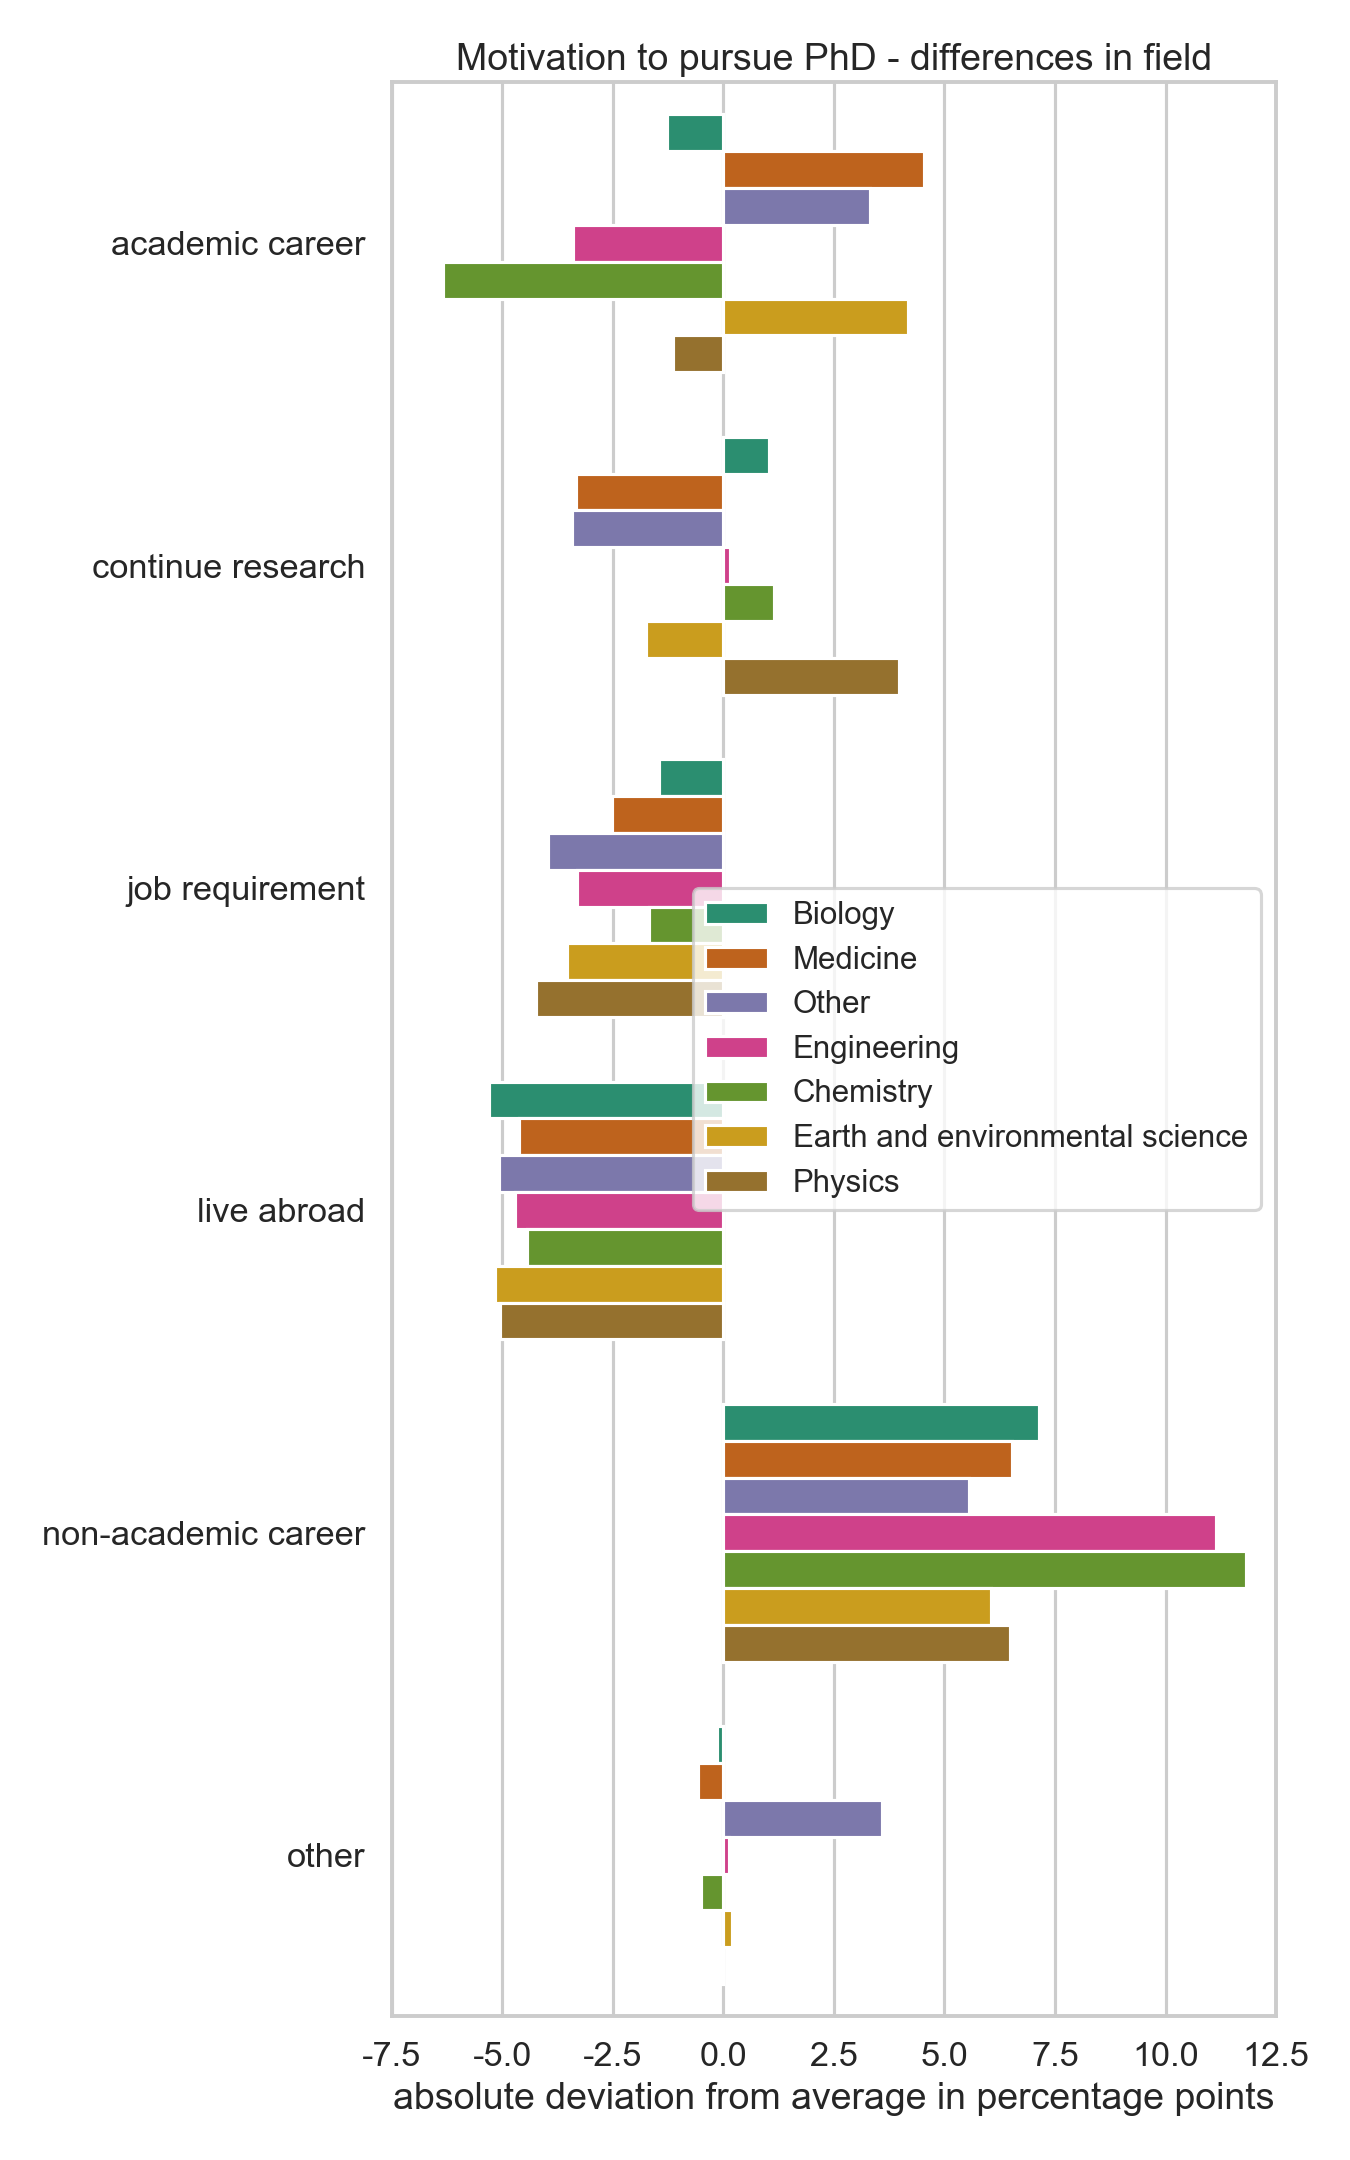 Motivation to pursue PhD - differences in field
academic career
continue research
job requirement
live abroad
non-academic career
other
Biology
Medicine
Other
Engineering
Chemistry
Earth and environmental science
Physics
-7.5 -5.0 -2.5 0.0 2.5 5.0 7.5 10.0 12.5
absolute deviation from average in percentage points